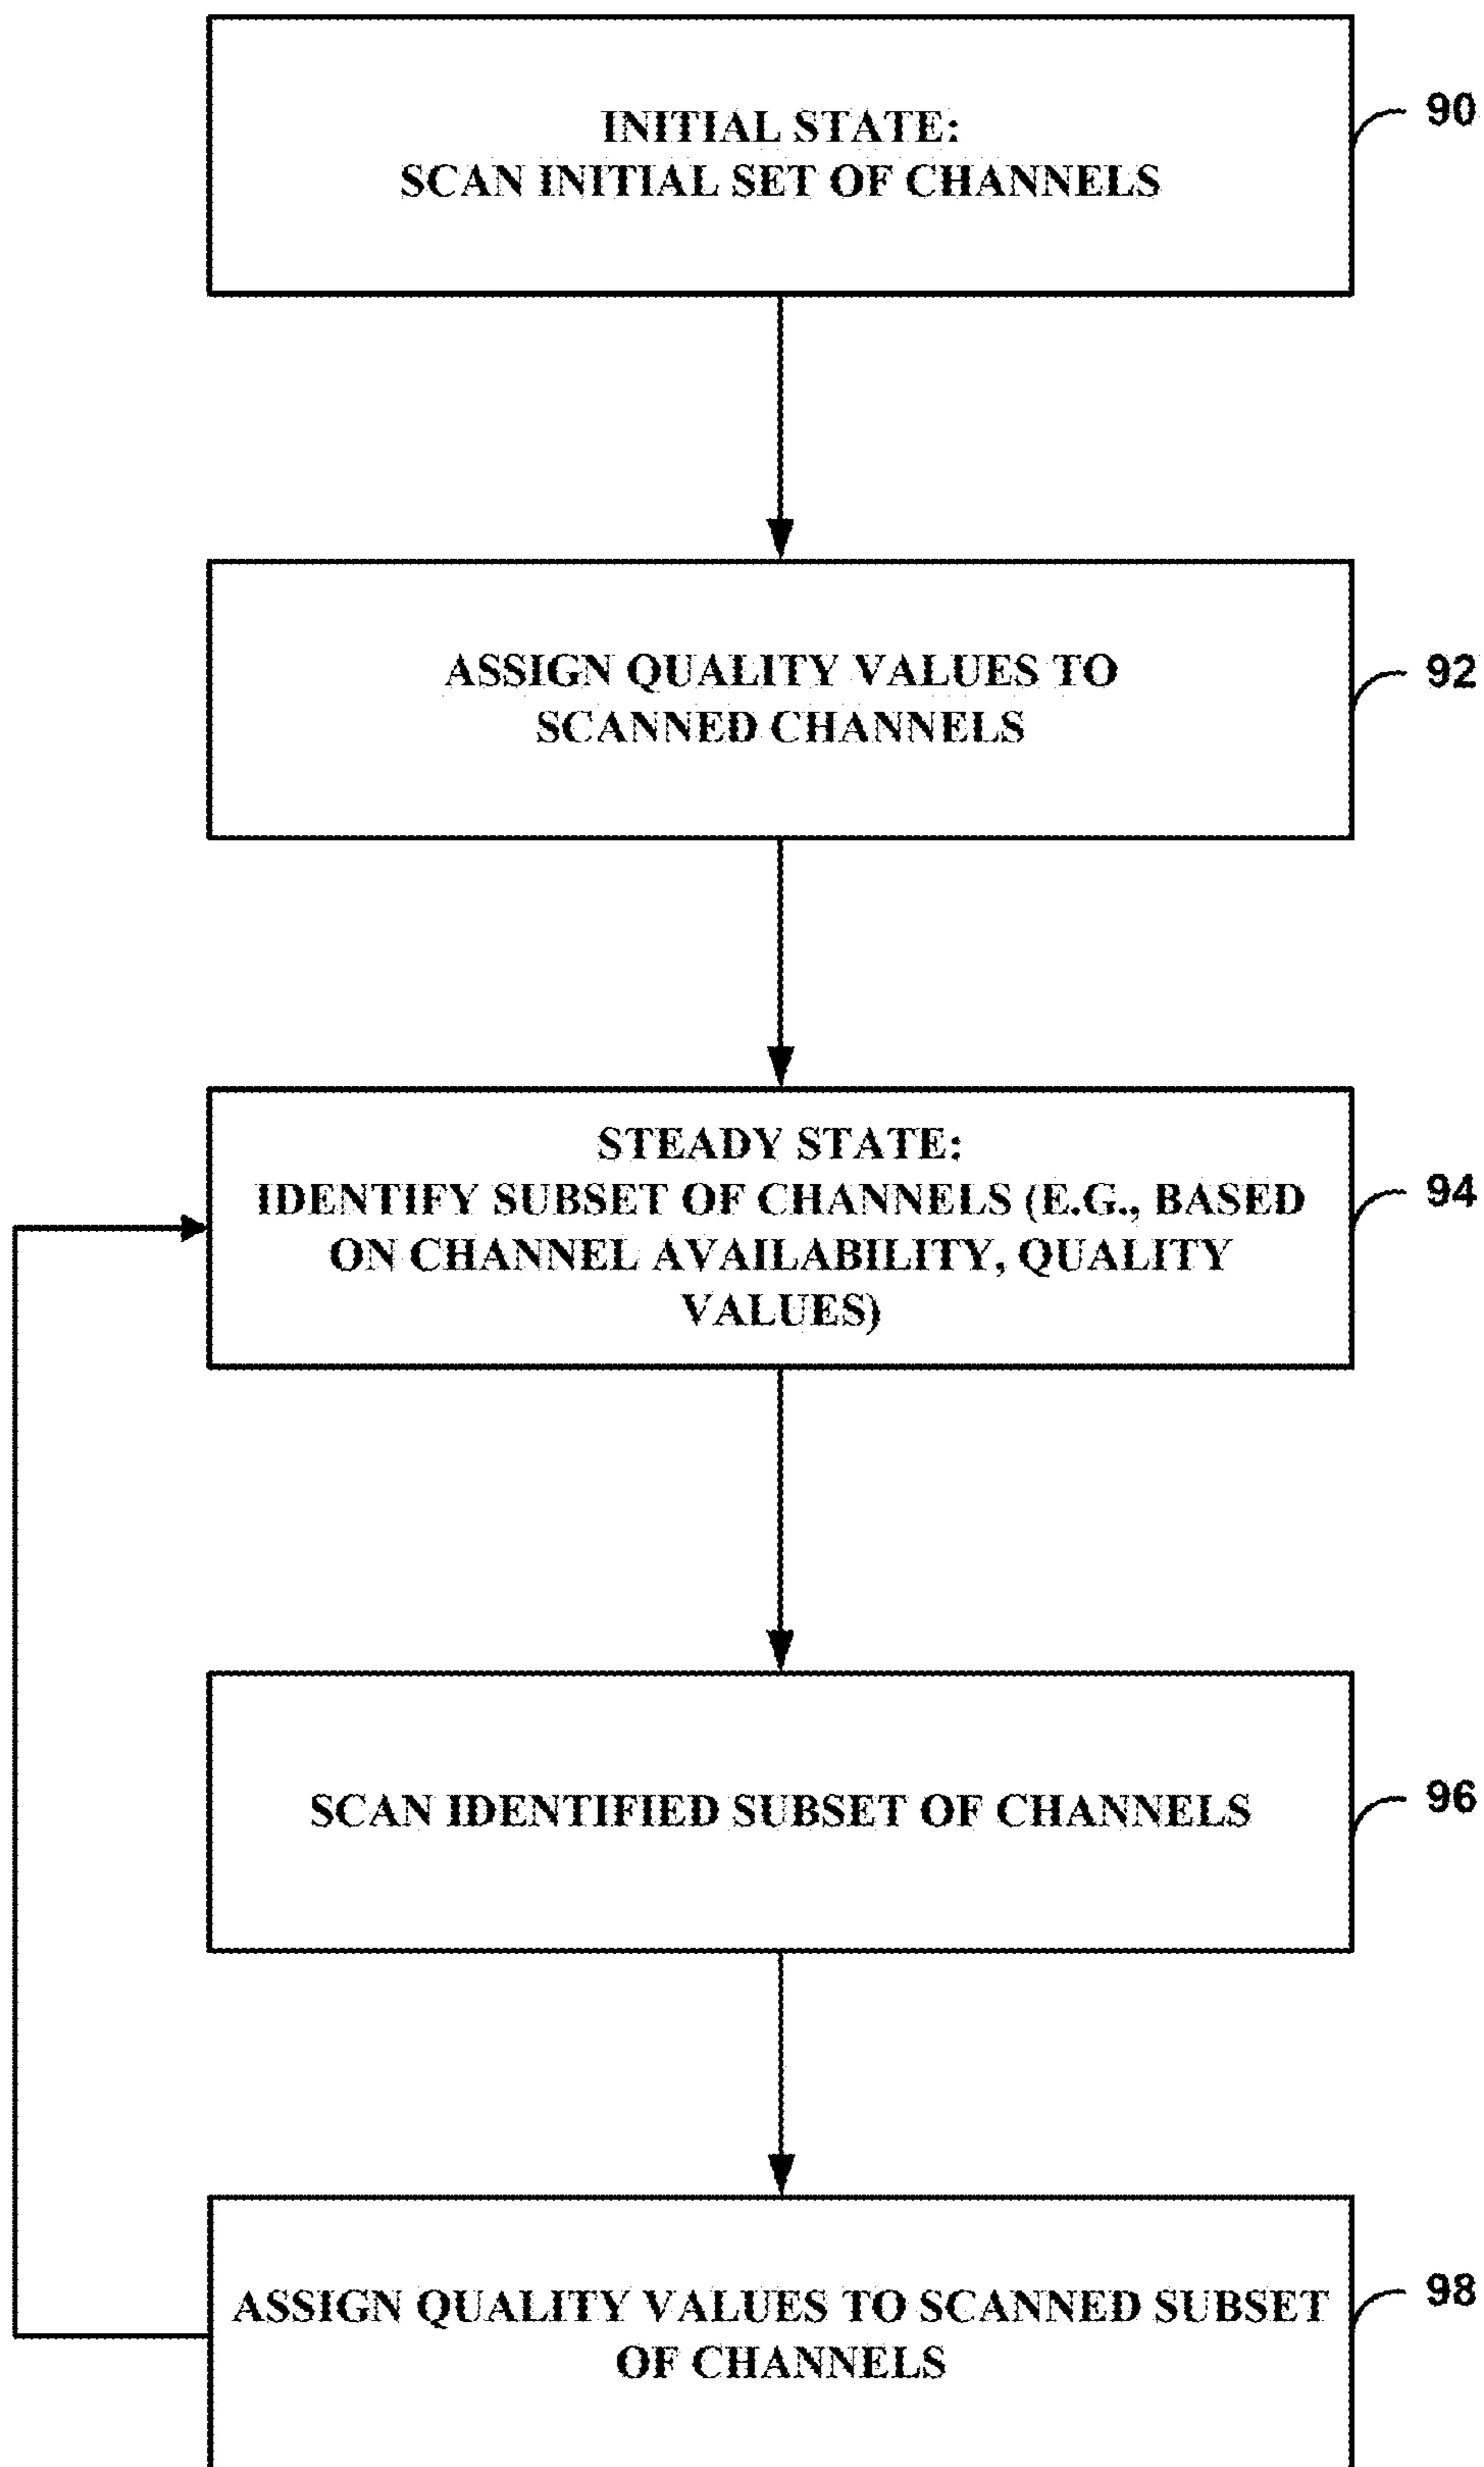 INITIAL STATE:
SCAN INITIAL SET OF CHANNELS
90
ASSIGN QUALITY VALUES TO
SCANNED CHANNELS
92
STEADY STATE:
IDENTIFY SUBSET OF CHANNELS (E.G., BASED
ON CHANNEL AVAILABILITY, QUALITY
VALUES)
94
SCAN IDENTIFIED SUBSET OF CHANNELS
96
ASSIGN QUALITY VALUES TO SCANNED SUBSET
OF CHANNELS
98